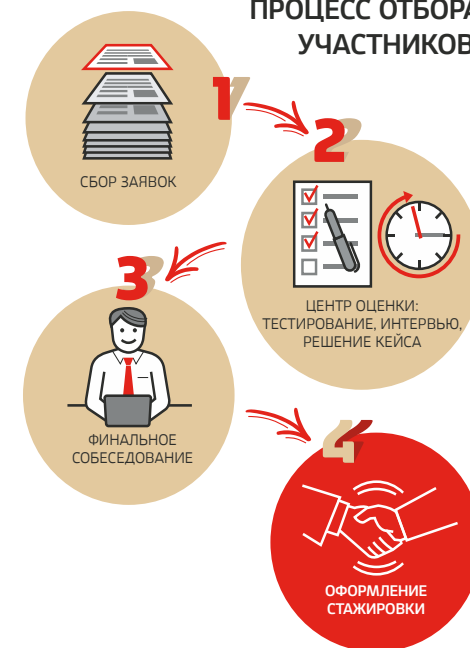 ПРОЦЕСС ОТБОРА
УЧАСТНИКОВ
1
СБОР ЗАЯВОК
2
ЦЕНТР ОЦЕНКИ:
ТЕСТИРОВАНИЕ, ИНТЕРВЬЮ,
РЕШЕНИЕ КЕЙСА
3
ФИНАЛЬНОЕ
СОБЕСЕДОВАНИЕ
4
ОФОРМЛЕНИЕ
СТАЖИРОВКИ